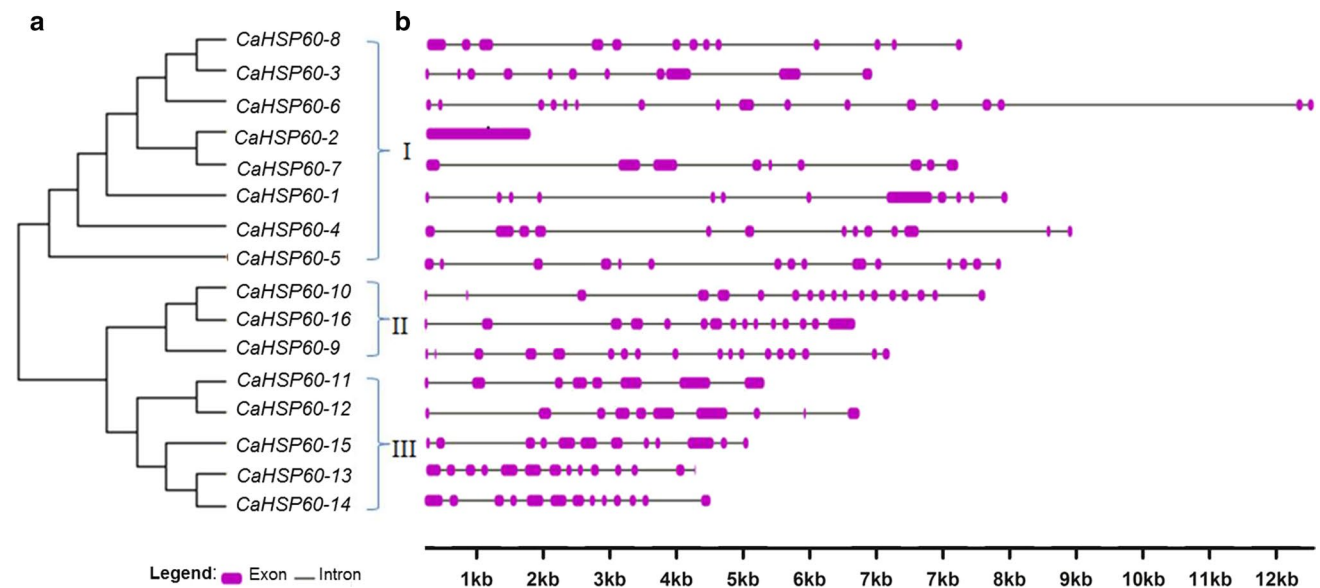 a
b
CaHSP60-8
CaHSP60-3
CaHSP60-6
CaHSP60-2
CaHSP60-7
CaHSP60-1
CaHSP60-4
CaHSP60-5
I
CaHSP60-10
CaHSP60-16
CaHSP60-9
II
CaHSP60-11
CaHSP60-12
CaHSP60-15
CaHSP60-13
CaHSP60-14
III
Legend: Exon Intron
1kb 2kb 3kb 4kb 5kb 6kb 7kb 7kb 8kb 9kb 10kb 11kb 12kb